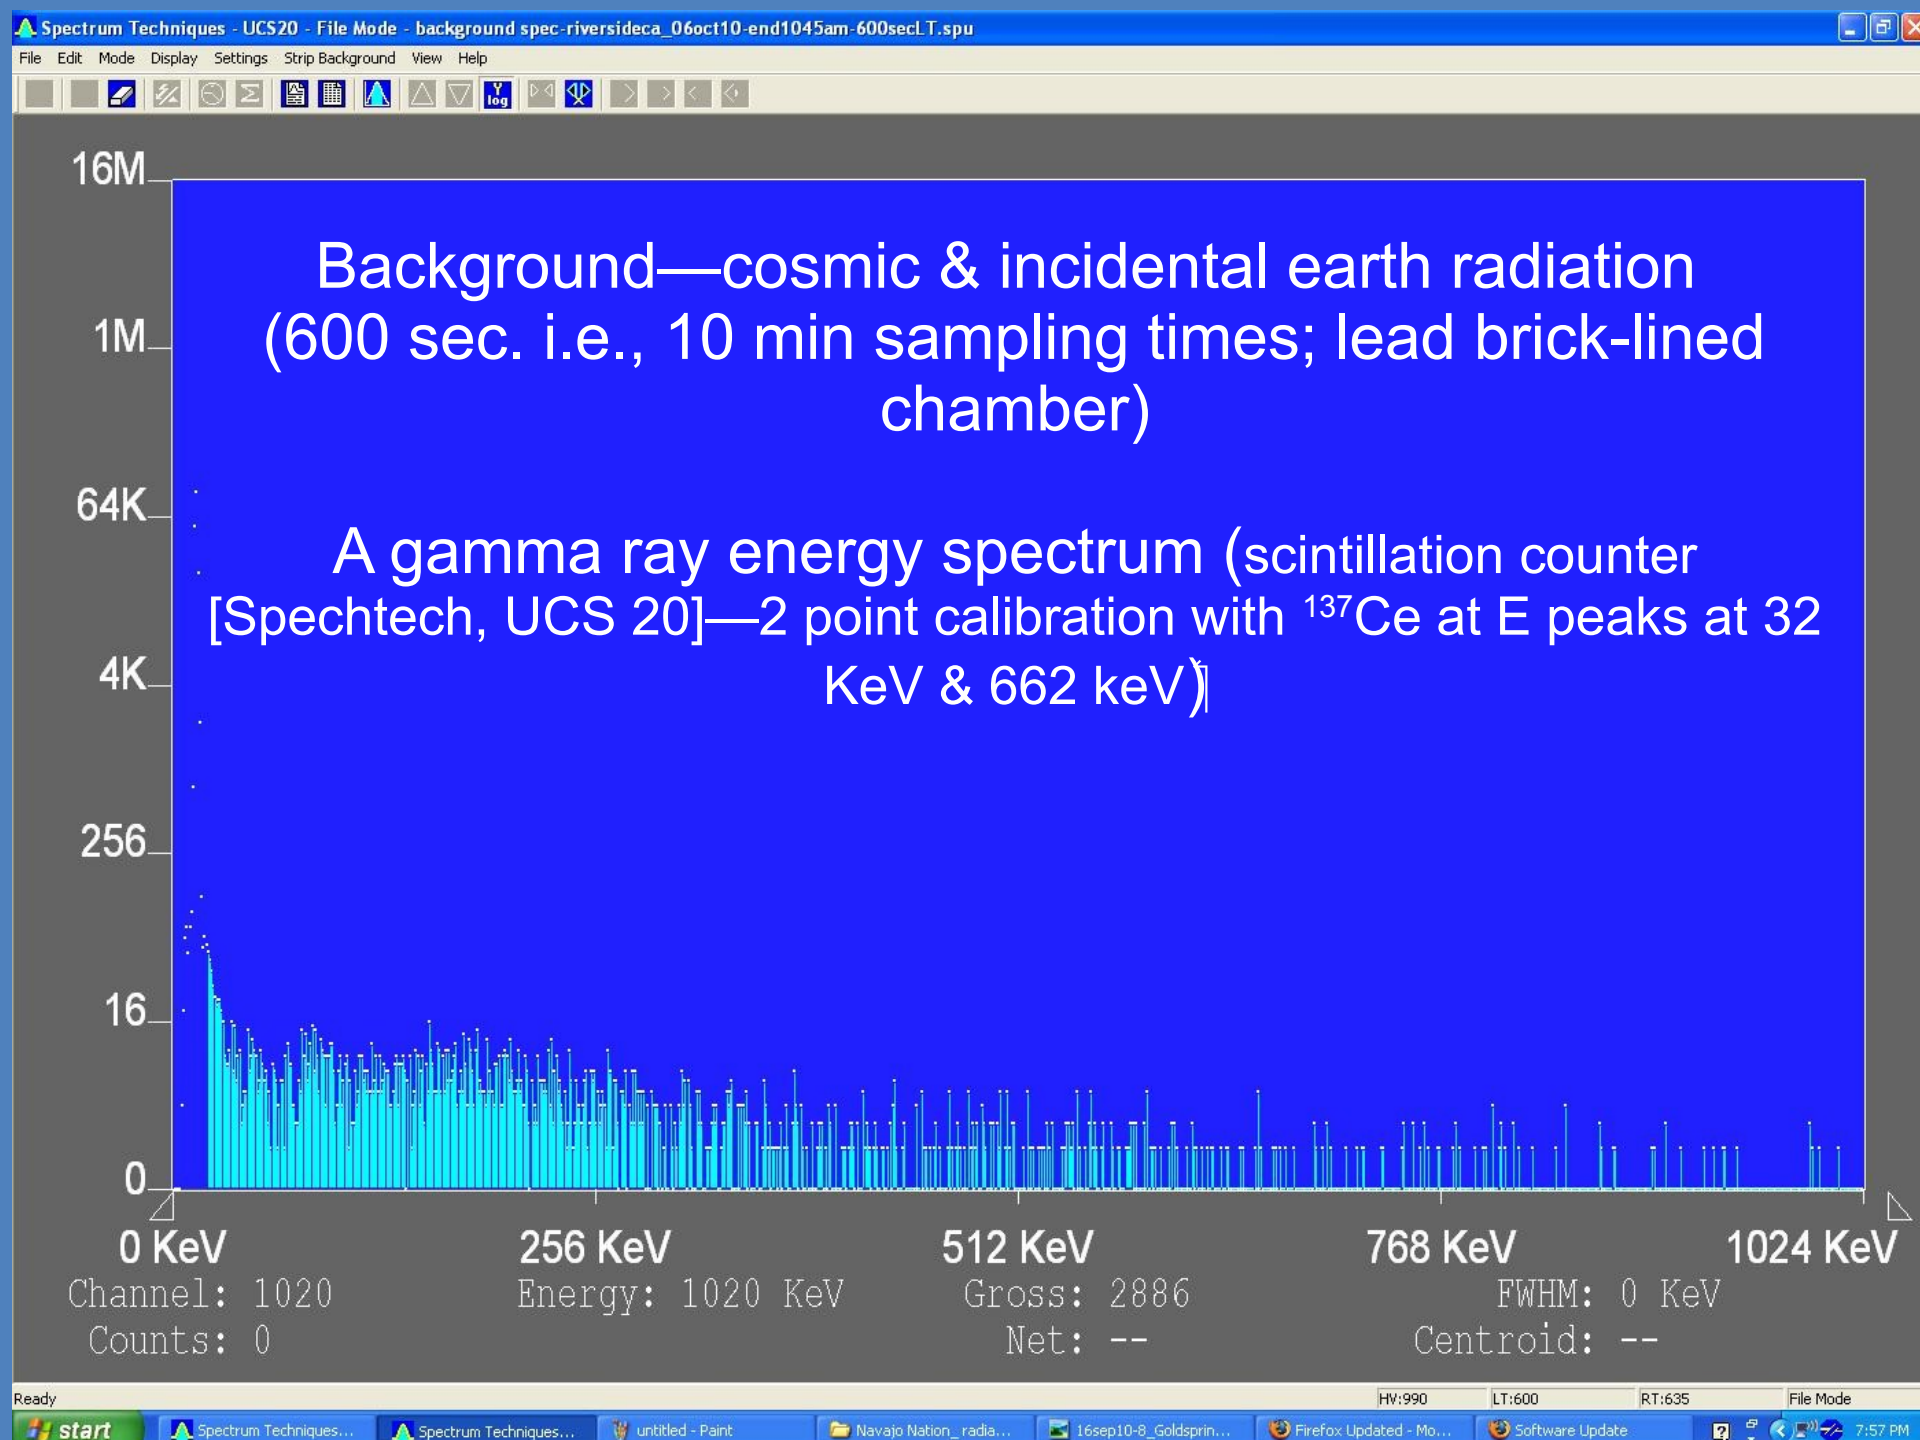 Spectrum Techniques - UCS20 - File Mode - background spec-riversideca_06oct10-end1045am-600secLT.spu
File Edit Mode Display Settings Strip Background View Help
Y log
16M
Background—cosmic & incidental earth radiation
1M
(600 sec. i.e., 10 min sampling times; lead brick-lined
chamber)
64K
A gamma ray energy spectrum (scintillation counter
[Spechtech, UCS 20]—2 point calibration with 137Ce at E peaks at 32
4K
KeV & 662 keV)
256
16
0
0 KeV 256 KeV 512 KeV 768 KeV 1024 KeV
Channel: 1020 Energy: 1020 KeV Gross: 2886 FWHM: 0 KeV
Counts: 0 Net: -- Centroid: --
Ready HV:990 LT:600 RT:635 File Mode
start Spectrum Techniques... Spectrum Techniques... untitled - Paint Navajo Nation_ radia... 16sep10-8_Goldsprin... Firefox Updated - Mo... Software Update 7:57 PM